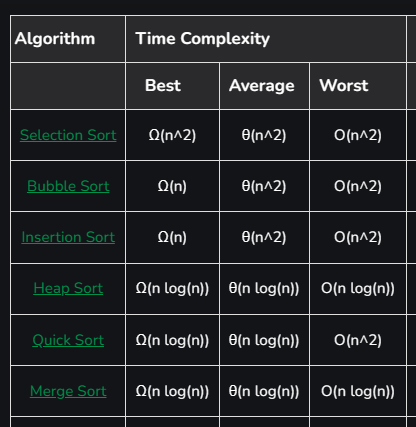 Algorithm Time Complexity
Best Average Worst
Selection Sort Ω(n^2) θ(n^2) O(n^2)
Bubble Sort Ω(n) θ(n^2) O(n^2)
Insertion Sort Ω(n) θ(n^2) O(n^2)
Heap Sort Ω(n log(n)) θ(n log(n)) O(n log(n))
Quick Sort Ω(n log(n)) θ(n log(n)) O(n^2)
Merge Sort Ω(n log(n)) θ(n log(n)) O(n log(n))